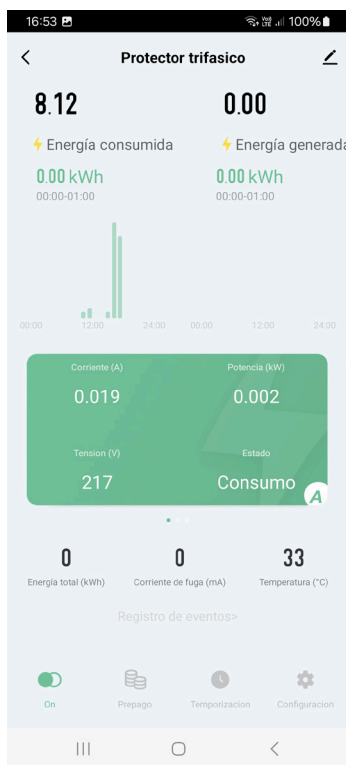 16:53 Vo)) LTE 100%
Protector trifasico
8.12 0.00
Energía consumida Energía generada
0.00 kWh 0.00 kWh
00:00-01:00 00:00-01:00
00:00 12:00 24:00 00:00 12:00 24:00
Corriente (A) Potencia (kW)
0.019 0.002
Tension (V) Estado
217 Consumo
A
0 0 33
Energía total (kWh) Corriente de fuga (mA) Temperatura (°C)
Registro de eventos>
On Prepago Temporizacion Configuracion